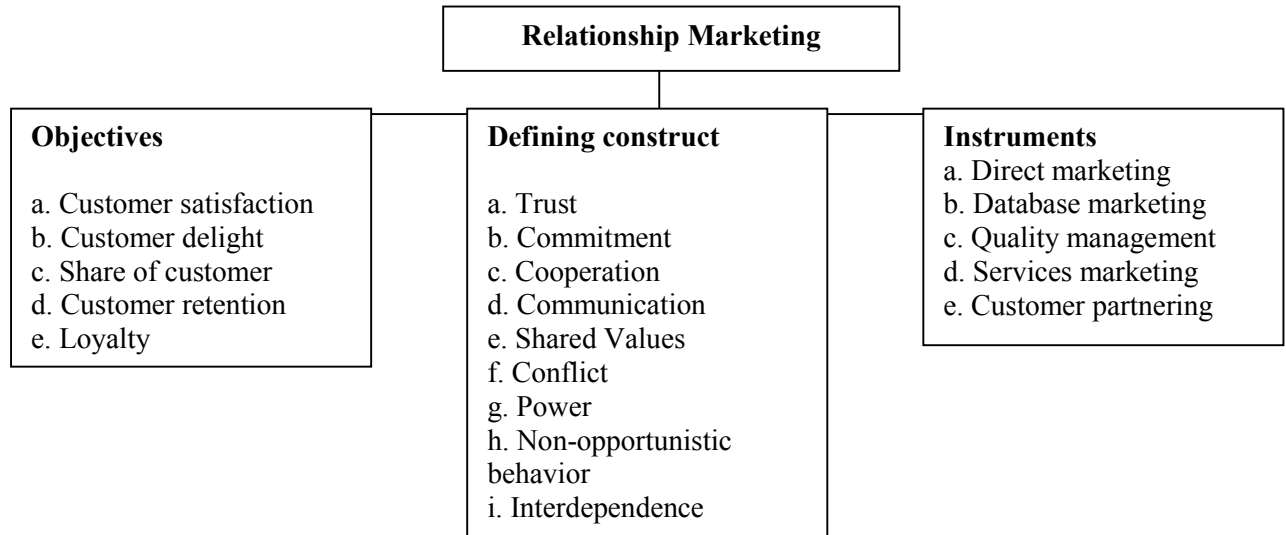 Relationship Marketing
Objectives
a. Customer satisfaction
b. Customer delight
c. Share of customer
d. Customer retention
e. Loyalty
Defining construct
a. Trust
b. Commitment
c. Cooperation
d. Communication
e. Shared Values
f. Conflict
g. Power
h. Non-opportunistic
behavior
i. Interdependence
Instruments
a. Direct marketing
b. Database marketing
c. Quality management
d. Services marketing
e. Customer partnering